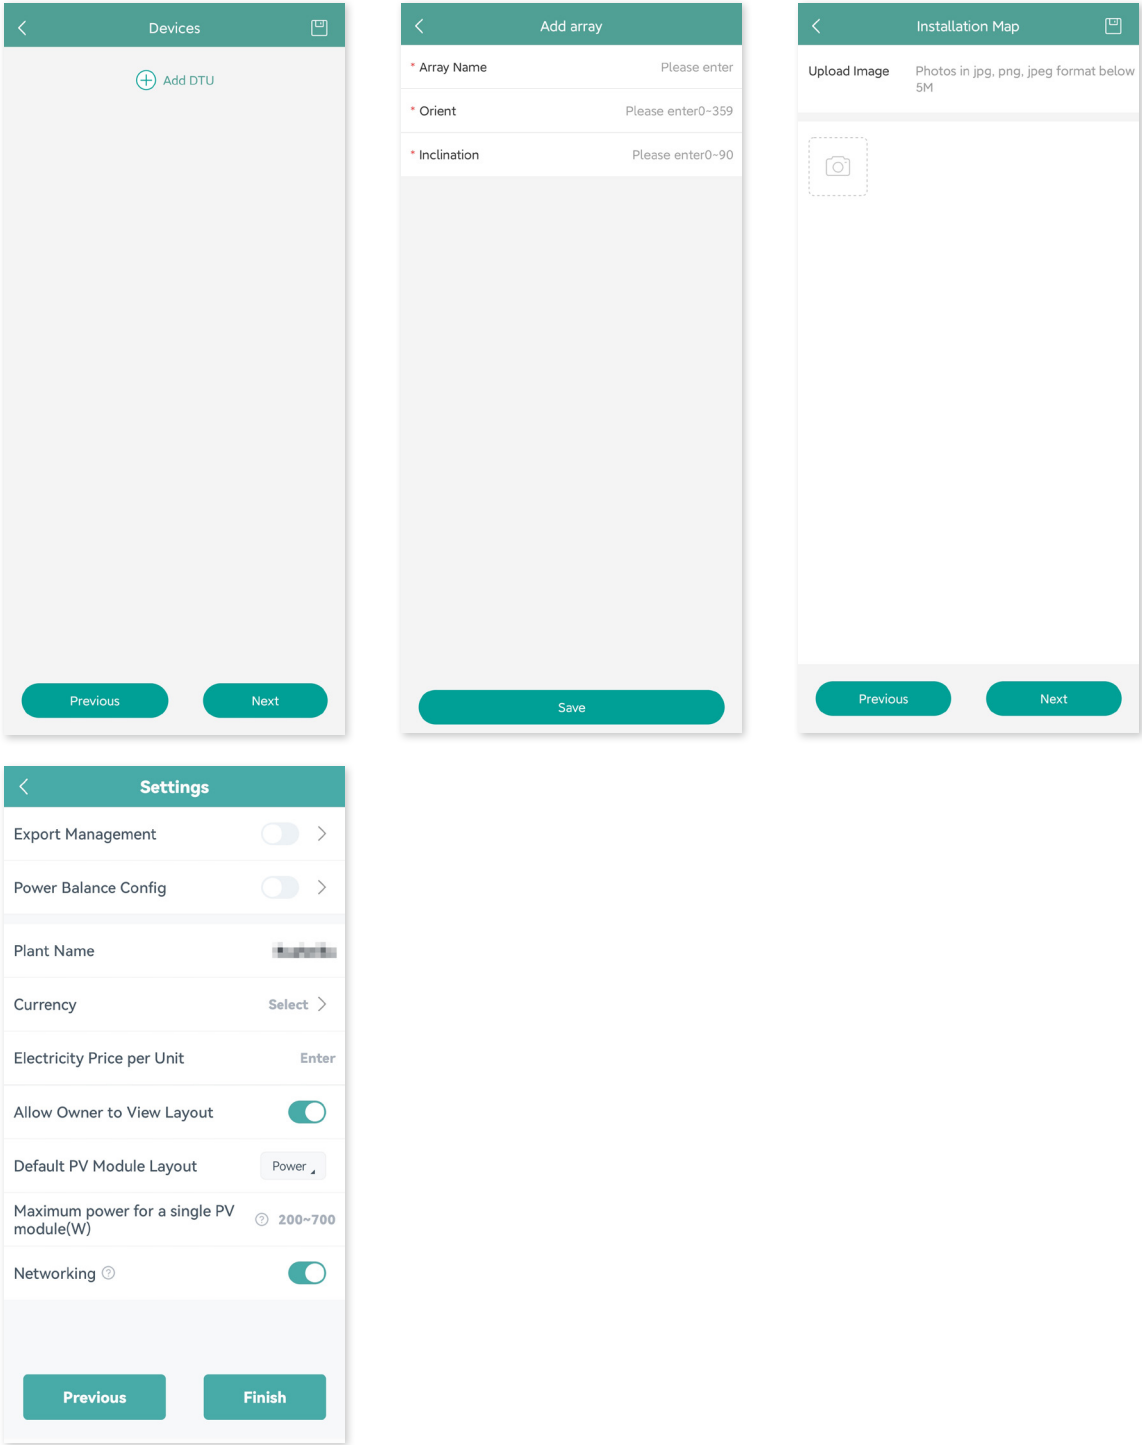 Devices
Add DTU
Previous
Next
Add array
* Array Name
Please enter
* Orient
Please enter0-359
* Inclination
Please enter0-90
Save
Installation Map
Upload Image
Photos in jpg, png, jpeg format below
5M
Previous
Next
Settings
Export Management
Power Balance Config
Plant Name
Currency
Select
Electricity Price per Unit
Enter
Allow Owner to View Layout
Default PV Module Layout
Power
Maximum power for a single PV
module(W)
200~700
Networking
Previous
Finish